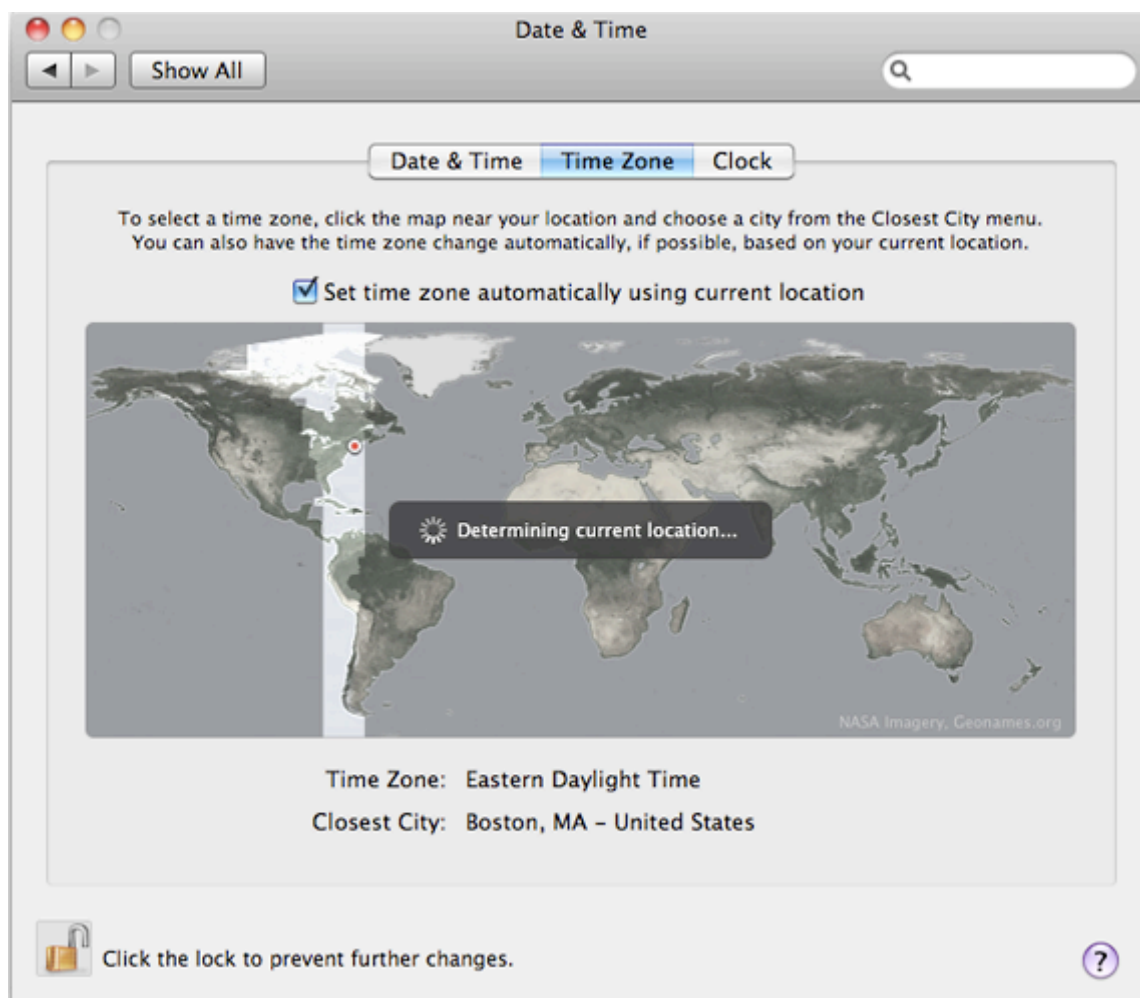 Date & Time
Show All
Date & Time
Time Zone
Clock
To select a time zone, click the map near your location and choose a city from the Closest City menu.
You can also have the time zone change automatically, if possible, based on your current location.
Set time zone automatically using current location
Determining current location...
NASA Imagery, Geonames.org
Time Zone: Eastern Daylight Time
Closest City: Boston, MA – United States
Click the lock to prevent further changes.
?